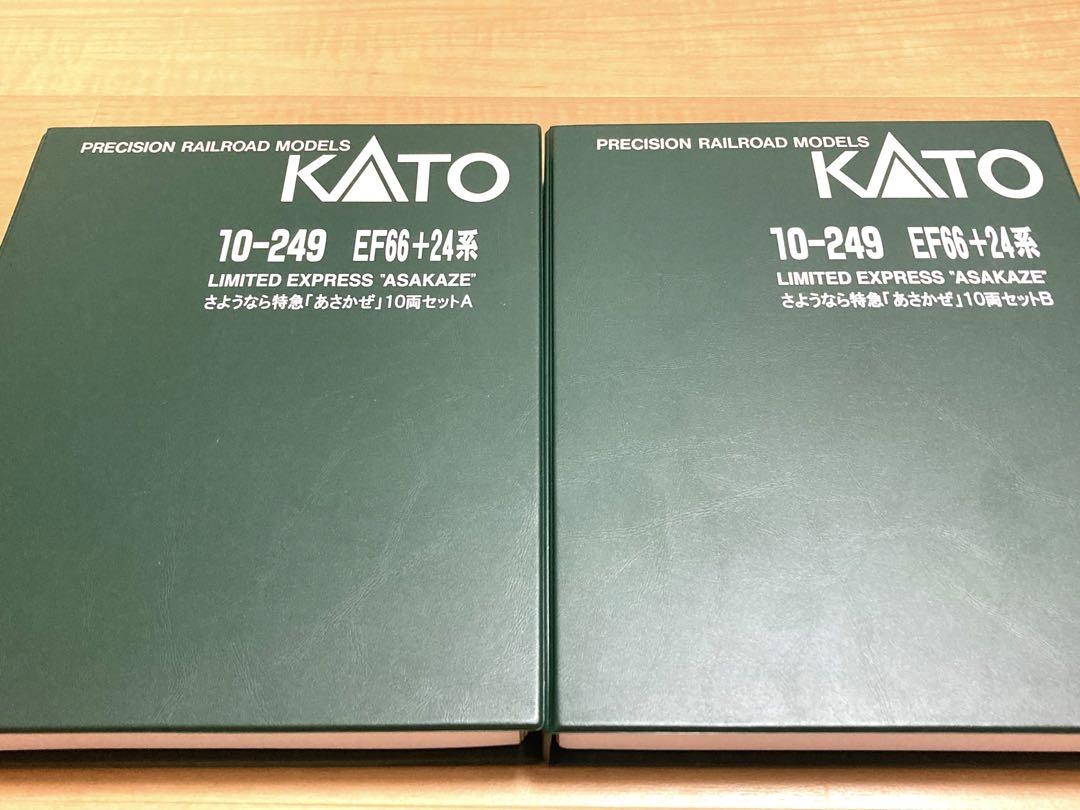 PRECISION RAILROAD MODELS
KATO
10-249 EF66+24系
LIMITED EXPRESS "ASAKAZE"
さようなら特急「あさかぜ」10両セットA
PRECISION RAILROAD MODELS
KATO
10-249 EF66+24系
LIMITED EXPRESS "ASAKAZE"
さようなら特急「あさかぜ」10両セットB